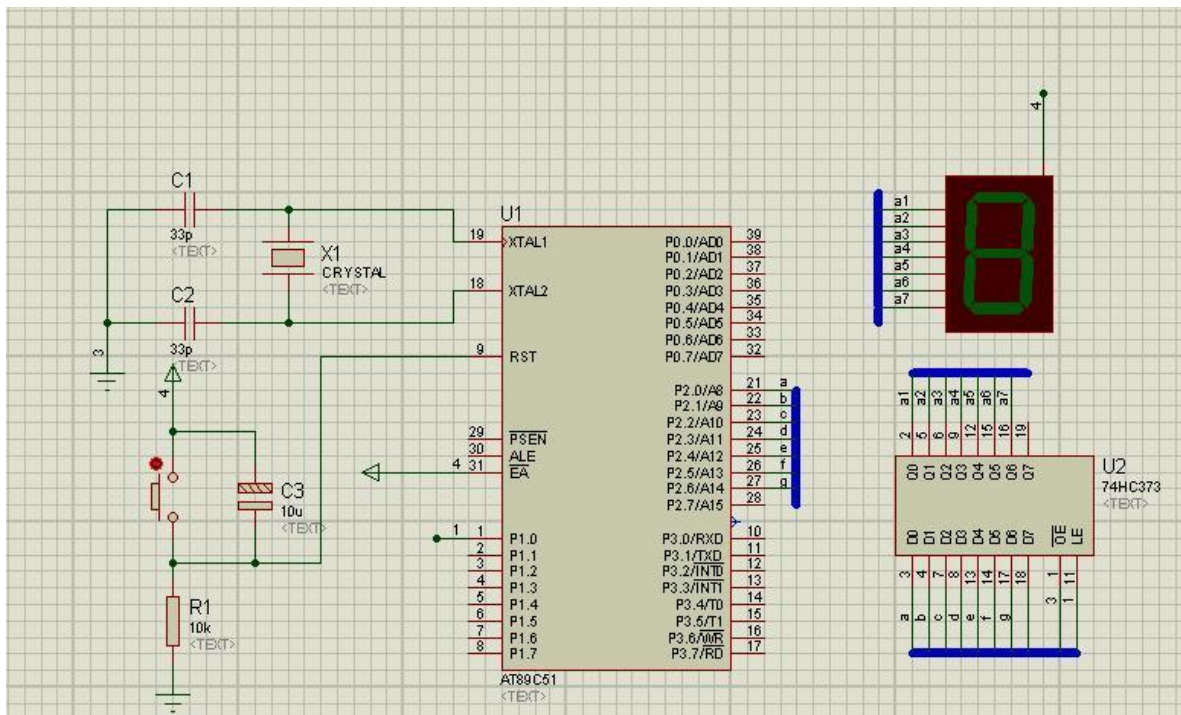 C1
33p
<TEXT>
X1
CRYSTAL
<TEXT>
C2
33p
<TEXT>
3
4
C3
10u
<TEXT>
R1
10k
<TEXT>
U1
19 XTAL1
18 XTAL2
9 RST
29 PSEN
30 ALE
4 31 EA
1 1 P1.0
2 P1.1
3 P1.2
4 P1.3
5 P1.4
6 P1.5
7 P1.6
8 P1.7
P0.0/AD0 39
P0.1/AD1 38
P0.2/AD2 37
P0.3/AD3 36
P0.4/AD4 35
P0.5/AD5 34
P0.6/AD6 33
P0.7/AD7 32
P2.0/A8 21 a
P2.1/A9 22 b
P2.2/A10 23 c
P2.3/A11 24 d
P2.4/A12 25 e
P2.5/A13 26 f
P2.6/A14 27 g
P2.7/A15 28
P3.0/RXD 10
P3.1/TXD 11
P3.2/INT0 12
P3.3/INT1 13
P3.4/T0 14
P3.5/T1 15
P3.6/WR 16
P3.7/RD 17
AT89C51
<TEXT>
4
a1
a2
a3
a4
a5
a6
a7
a1 a2 a3 a4 a5 a6 a7
2 5 6 9 12 15 16 19
Q0 Q1 Q2 Q3 Q4 Q5 Q6 Q7
U2
74HC373
<TEXT>
D0 D1 D2 D3 D4 D5 D6 D7 OE LE
3 4 7 8 13 14 17 18 1 11
a b c d e f g 3 1